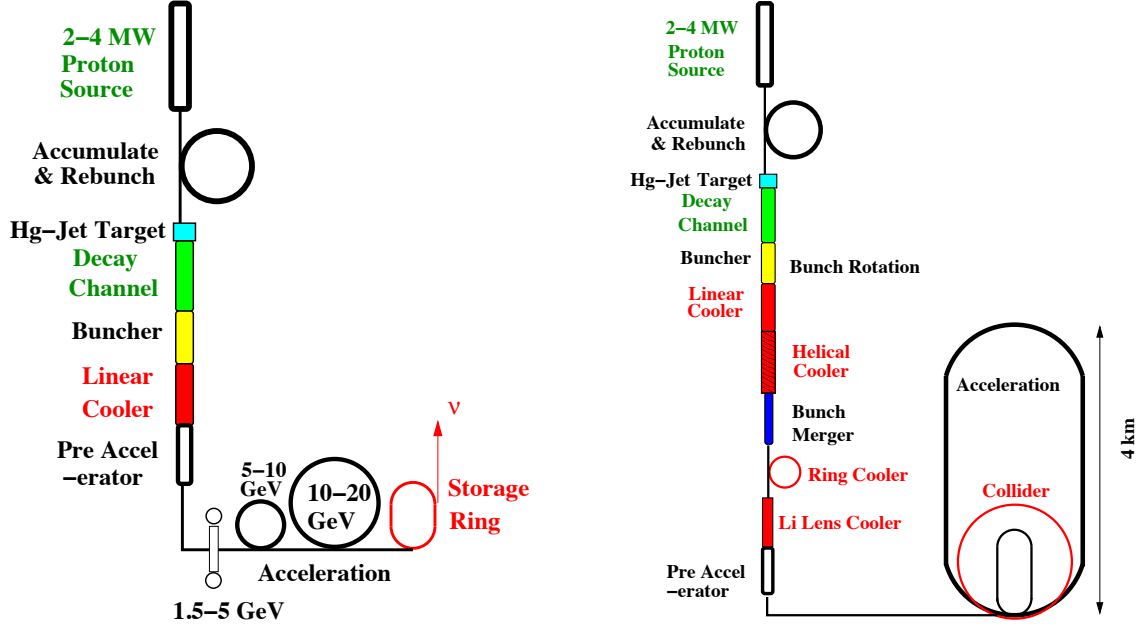 2−4 MW
Proton
Source
Accumulate
& Rebunch
Hg−Jet Target
Decay
Channel
Buncher
Linear
Cooler
Pre Accel
−erator
5−10
GeV
10−20
GeV
ν
Storage
Ring
Acceleration
1.5−5 GeV
2−4 MW
Proton
Source
Accumulate
& Rebunch
Hg−Jet Target
Decay
Channel
Buncher
Bunch Rotation
Linear
Cooler
Helical
Cooler
Bunch
Merger
Ring Cooler
Li Lens Cooler
Pre Accel
−erator
Acceleration
Collider
4 km